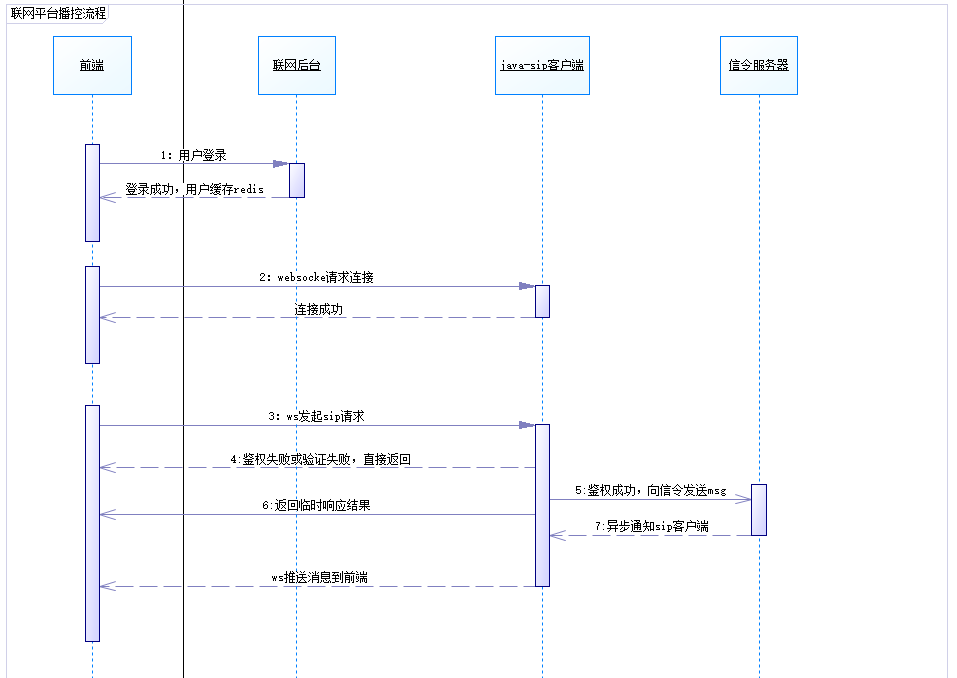 联网平台播控流程
前端
联网后台
java-sip客户端
信令服务器
1: 用户登录
登录成功，用户缓存redis
2: websocke请求连接
连接成功
3: ws发起sip请求
4:鉴权失败或验证失败，直接返回
5:鉴权成功，向信令发送msg
6:返回临时响应结果
7:异步通知sip客户端
ws推送消息到前端